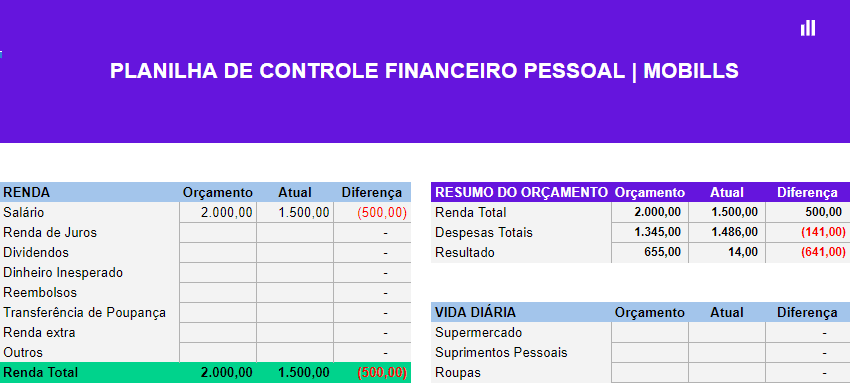 PLANILHA DE CONTROLE FINANCEIRO PESSOAL | MOBILLS
RENDA Orçamento Atual Diferença
Salário 2.000,00 1.500,00 (500,00)
Renda de Juros -
Dividendos -
Dinheiro Inesperado -
Reembolsos -
Transferência de Poupança -
Renda extra -
Outros -
Renda Total 2.000,00 1.500,00 (500,00)
RESUMO DO ORÇAMENTO Orçamento Atual Diferença
Renda Total 2.000,00 1.500,00 500,00
Despesas Totais 1.345,00 1.486,00 (141,00)
Resultado 655,00 14,00 (641,00)
VIDA DIÁRIA Orçamento Atual Diferença
Supermercado -
Suprimentos Pessoais -
Roupas -